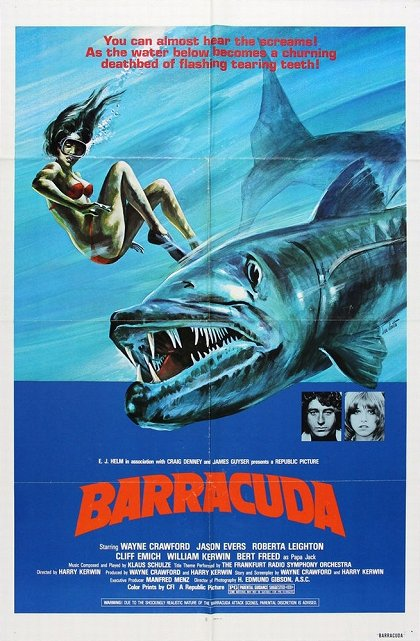 You can almost hear the screams!
As the water below becomes a churning
deathbed of flashing tearing teeth!
E. J. HELM in association with CRAIG DENNEY and JAMES GUYSER presents a REPUBLIC PICTURE
BARRACUDA
Starring WAYNE CRAWFORD JASON EVERS ROBERTA LEIGHTON
CLIFF EMICH WILLIAM KERWIN BERT FREED as Papa Jack
Music Composed and Played by KLAUS SCHULZE Title Theme Performed by THE FRANKFURT RADIO SYMPHONY ORCHESTRA
Directed by HARRY KERWIN Produced by WAYNE CRAWFORD and HARRY KERWIN Story and Screenplay by WAYNE CRAWFORD and HARRY KERWIN
Executive Producer MANFRED MENZ Director of Photography H. EDMUND GIBSON, A.S.C.
Color Prints by CFI A Republic Picture PG PARENTAL GUIDANCE SUGGESTED
WARNING: DUE TO THE SHOCKINGLY REALISTIC NATURE OF THE BARRACUDA ATTACK SCENES, PARENTAL DISCRETION IS ADVISED.
BARRACUDA